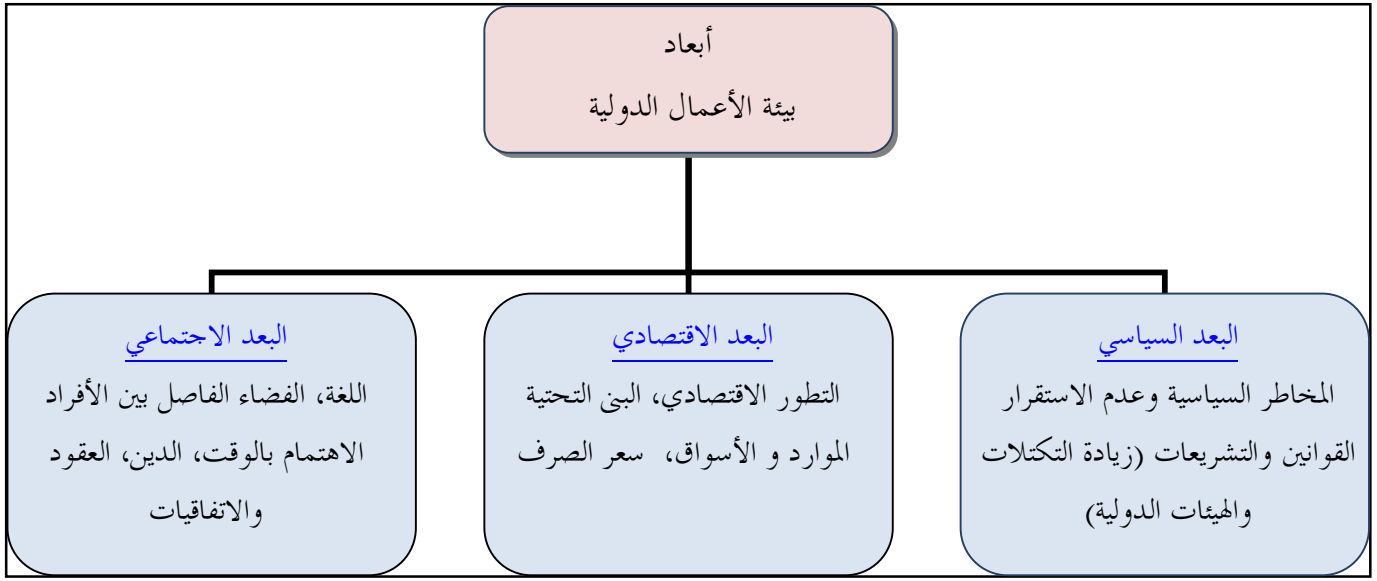 أبعاد
بيئة الأعمال الدولية
البعد السياسي
المخاطر السياسية وعدم الاستقرار
القوانين والتشريعات (زيادة التكتلات
والهيئات الدولية)
البعد الاقتصادي
التطور الاقتصادي، البنى التحتية
الموارد و الأسواق، سعر الصرف
البعد الاجتماعي
اللغة، الفضاء الفاصل بين الأفراد
الاهتمام بالوقت، الدين، العقود
والاتفاقيات